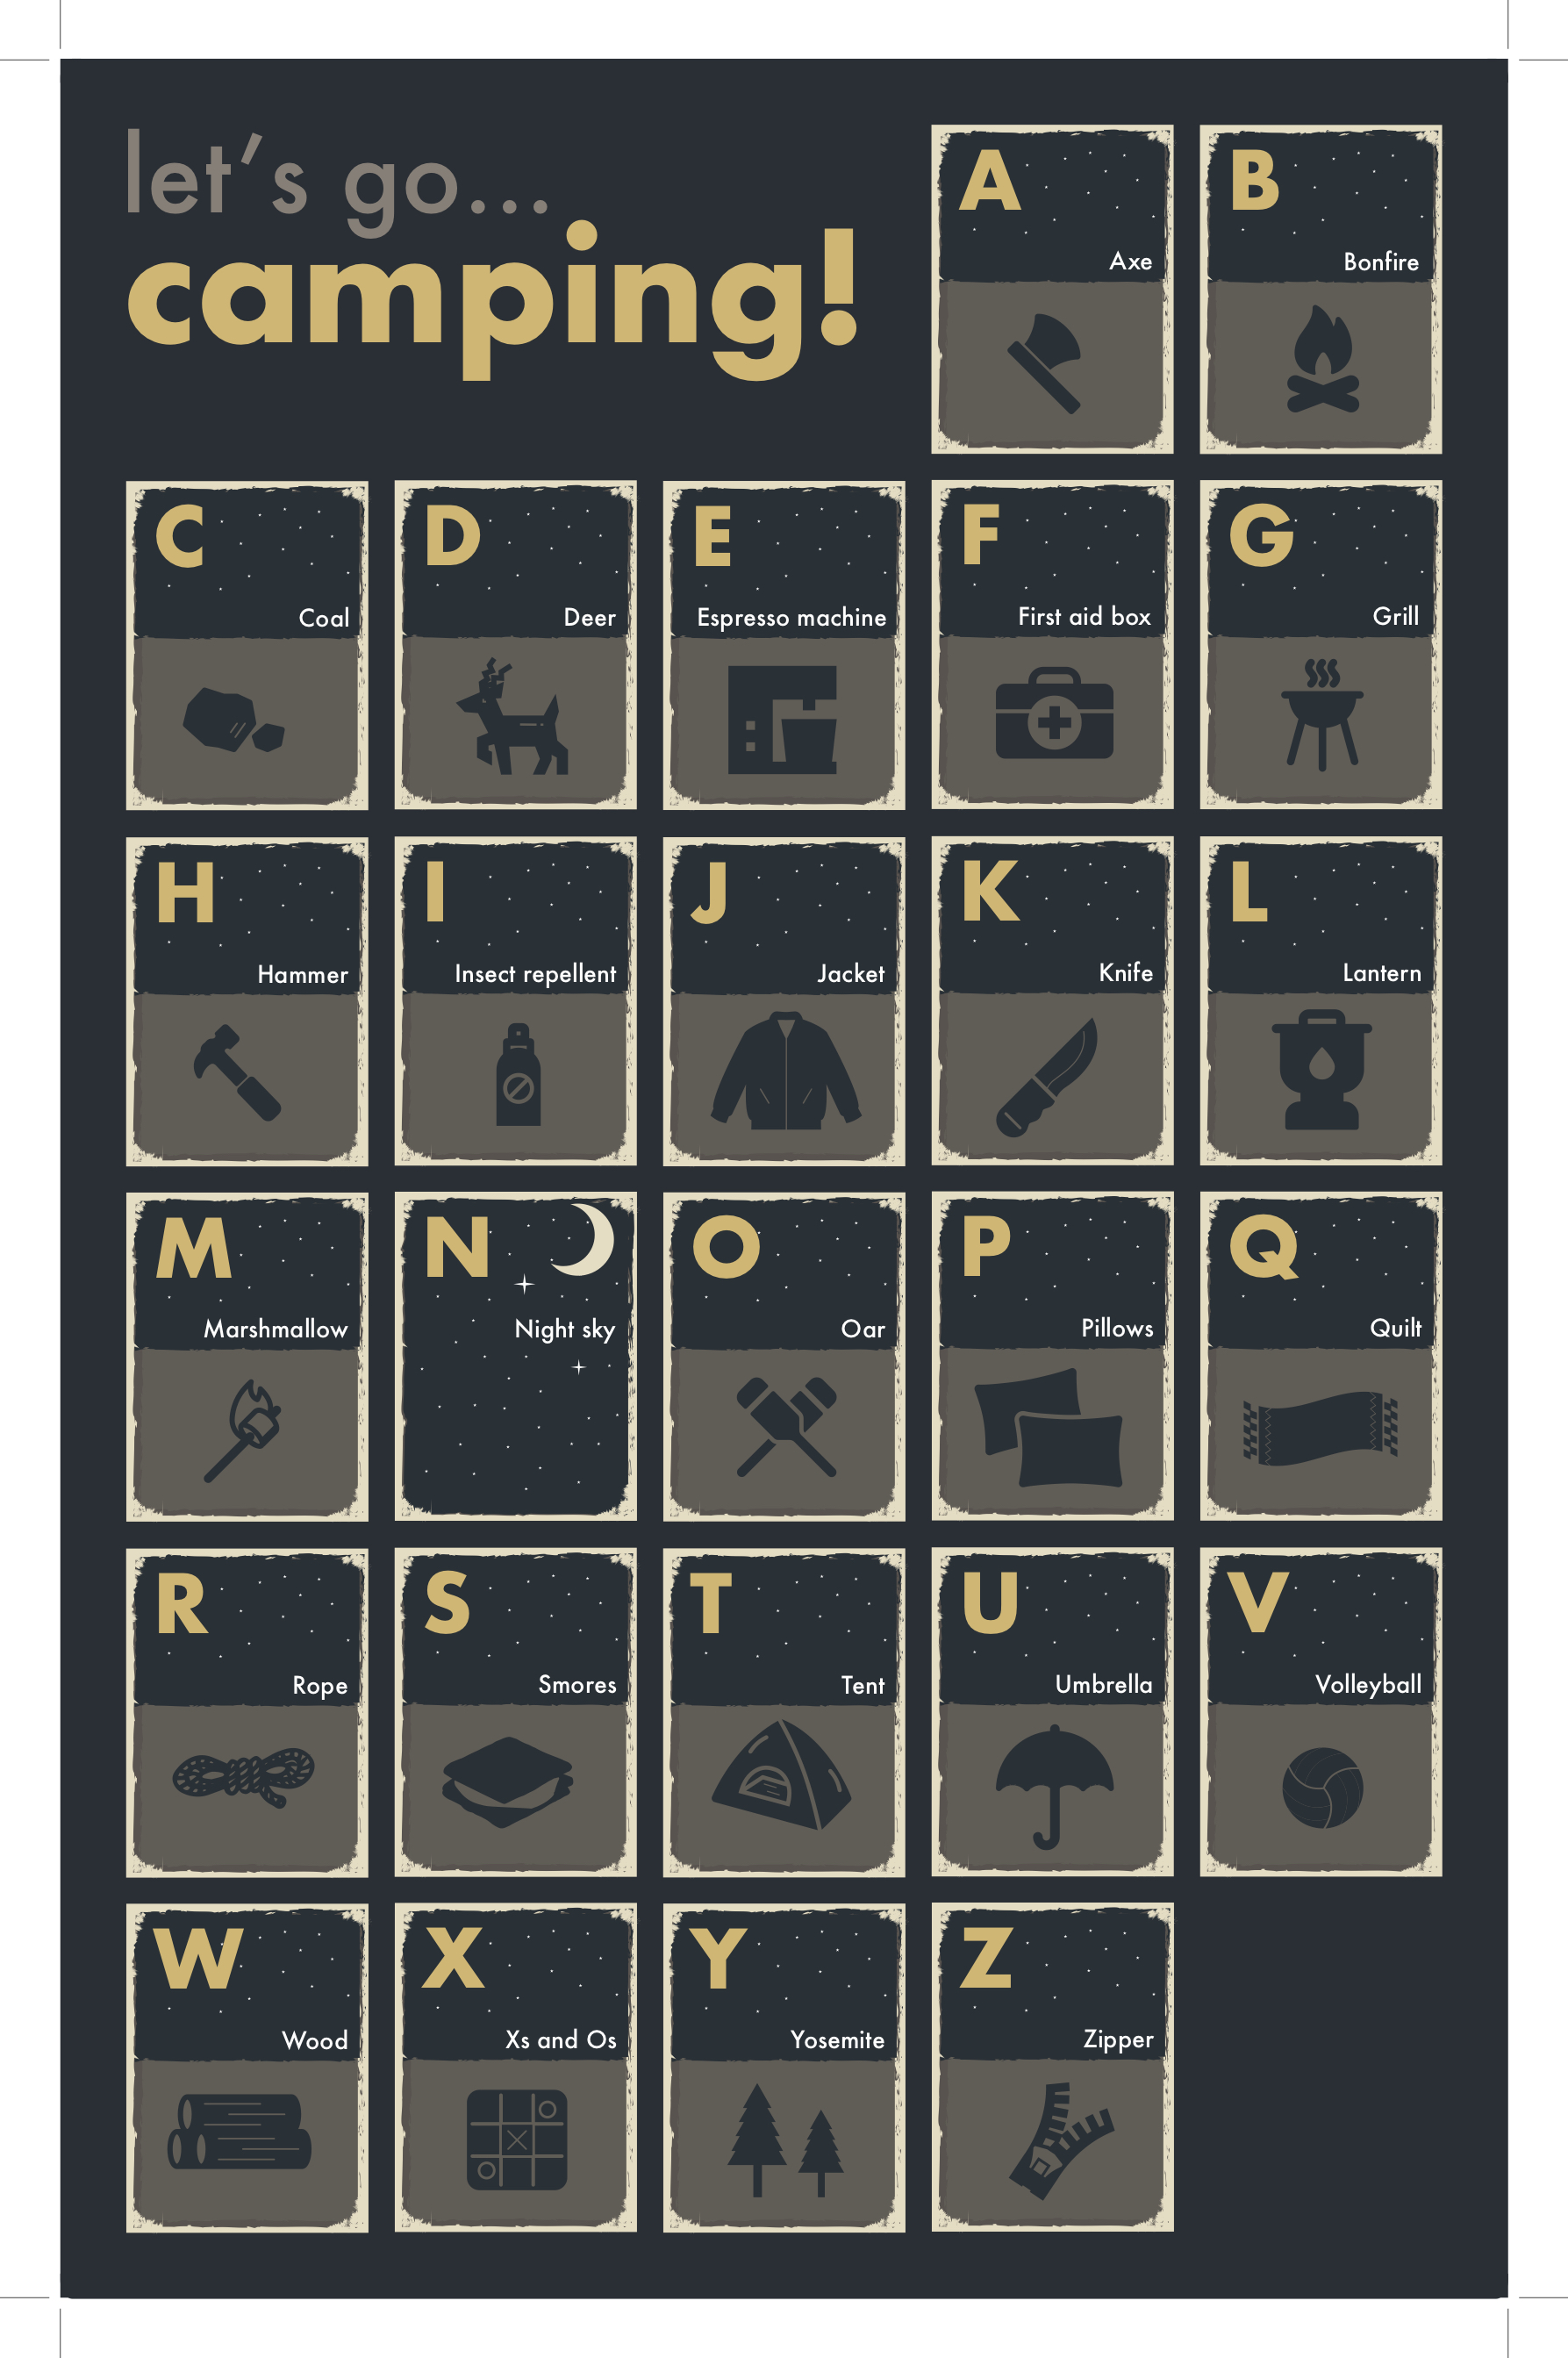 let's go...
camping!
A
Axe
B
Bonfire
C
Coal
D
Deer
E
Espresso machine
F
First aid box
G
Grill
H
Hammer
I
Insect repellent
J
Jacket
K
Knife
L
Lantern
M
Marshmallow
N
Night sky
O
Oar
P
Pillows
Q
Quilt
R
Rope
S
Smores
T
Tent
U
Umbrella
V
Volleyball
W
Wood
X
Xs and Os
Y
Yosemite
Z
Zipper